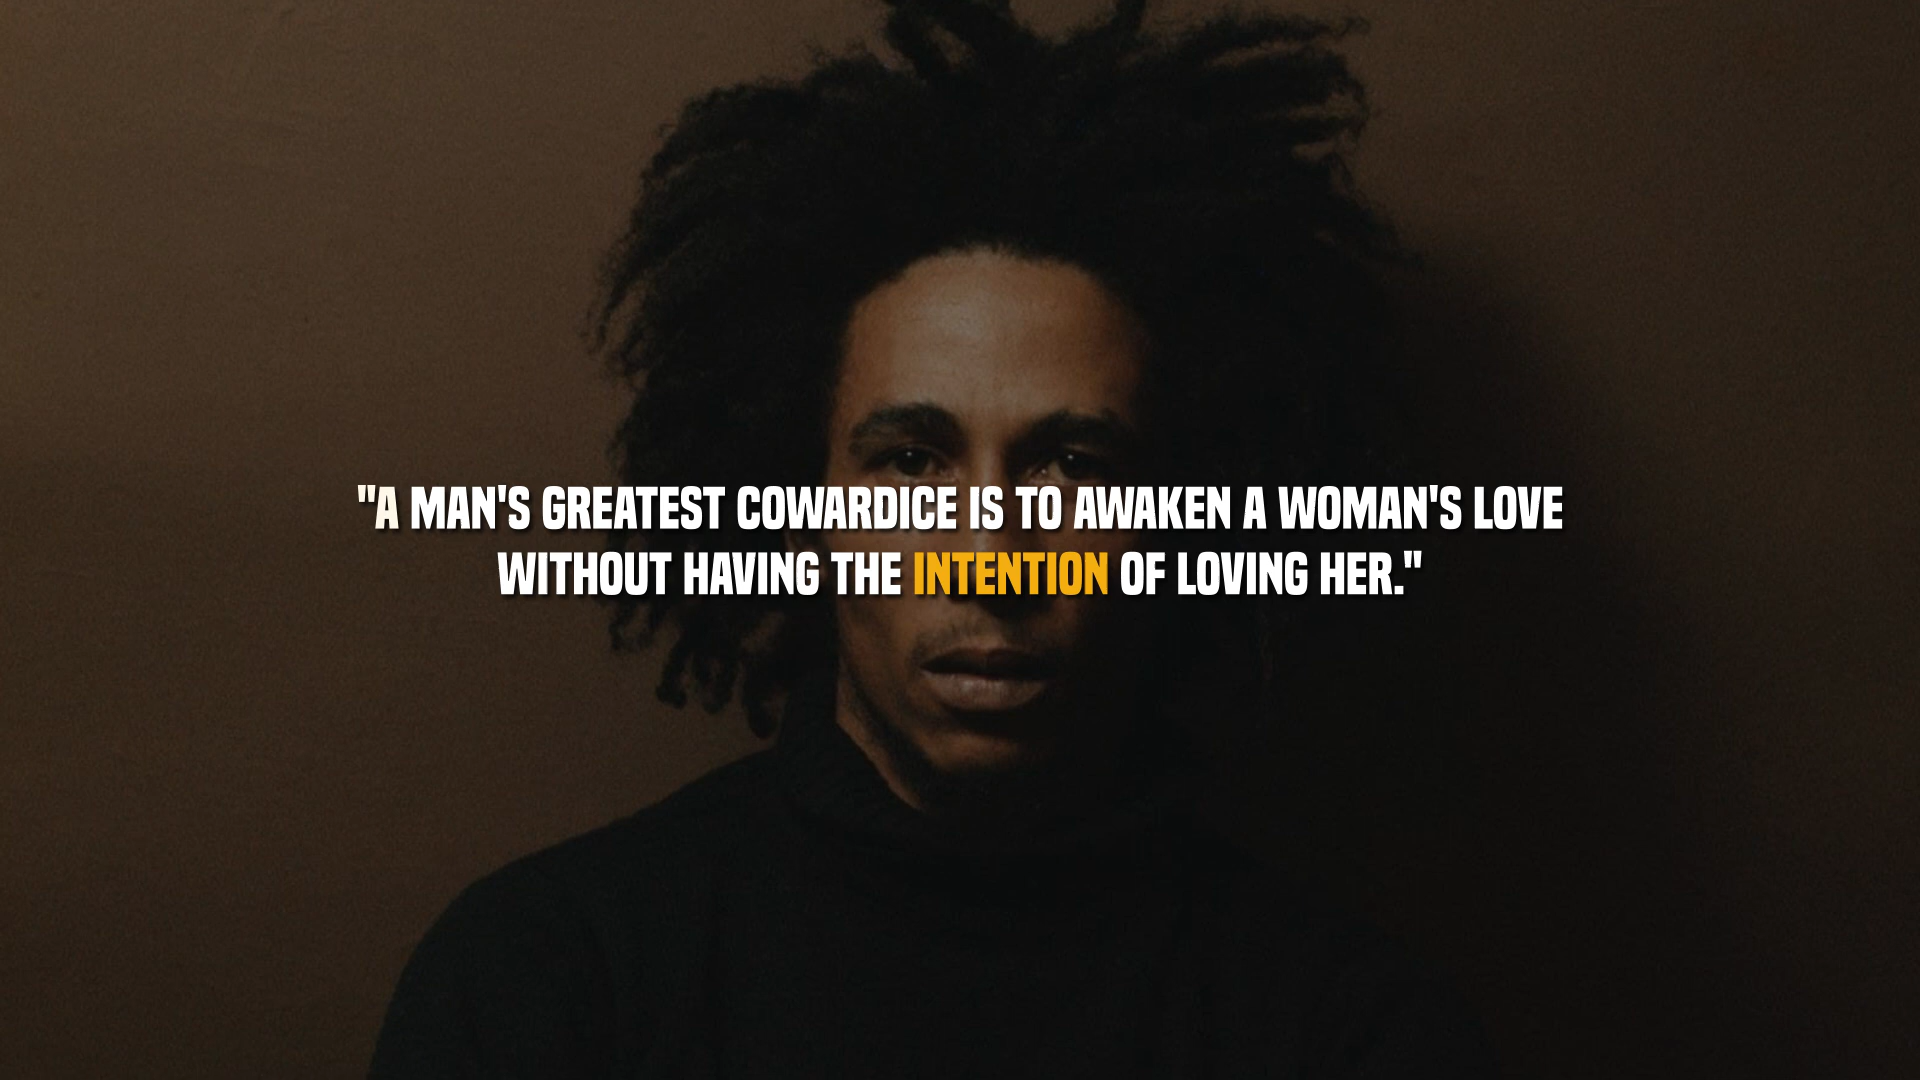 "A MAN'S GREATEST COWARDICE IS TO AWAKEN A WOMAN'S LOVE
WITHOUT HAVING THE INTENTION OF LOVING HER."